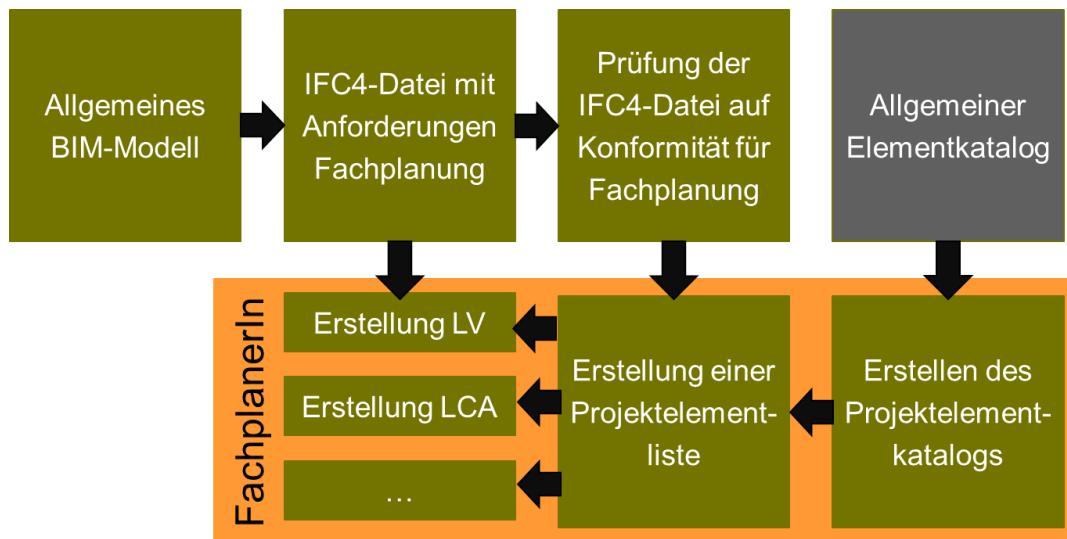 Allgemeines
BIM-Modell
IFC4-Datei mit
Anforderungen
Fachplanung
Prüfung der
IFC4-Datei auf
Konformität für
Fachplanung
Allgemeiner
Elementkatalog
FachplanerIn
Erstellung LV
Erstellung LCA
...
Erstellung einer
Projektelement-
liste
Erstellen des
Projektelement-
katalogs